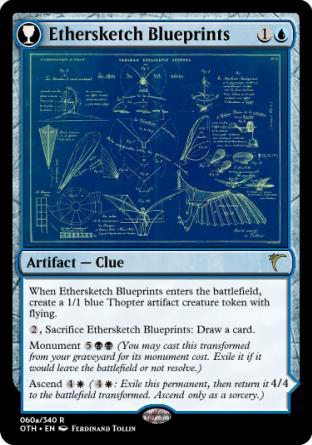 Ethersketch Blueprints 1
TABLEAU EXPLICATIF GENERAL
Artifact — Clue
When Ethersketch Blueprints enters the battlefield,
create a 1/1 blue Thopter artifact creature token with
flying.
2, Sacrifice Ethersketch Blueprints: Draw a card.
Monument 5 (You may cast this transformed
from your graveyard for its monument cost. Exile it if it
would leave the battlefield or not resolve.)
Ascend 4 (4 : Exile this permanent, then return it
to the battlefield transformed. Ascend only as a sorcery.)
4/4
060a/340 R
OTH • EN Ferdinand Tollin